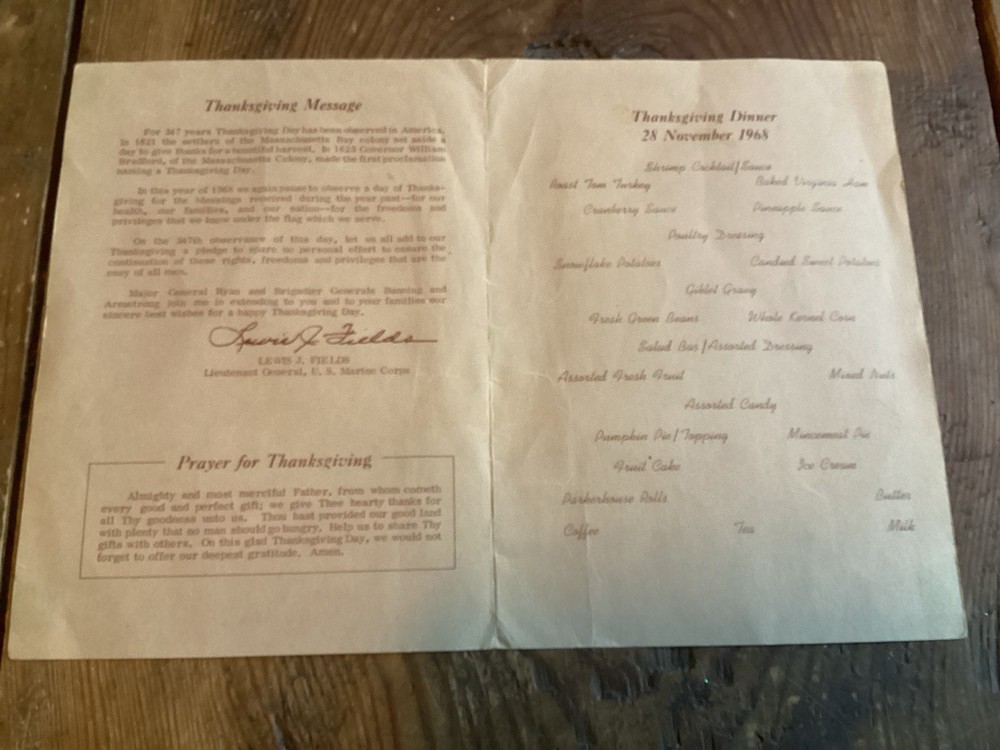 Thanksgiving Message
For 347 years Thanksgiving Day has been observed in America.
In 1621 the settlers of the Massachusetts Bay colony set aside a
day to give thanks for a bountiful harvest. In 1623 Governor William
Bradford, of the Massachusetts Colony, made the first proclamation
naming a Thanksgiving Day.
In this year of 1968 we again pause to observe a day of Thanks-
giving for the blessings received during the year past--for our
health, our families, and our nation--for the freedoms and
privileges that we know under the flag which we serve.
On the 347th observance of this day, let us all add to our
Thanksgiving a pledge to spare no personal effort to ensure the
continuation of these rights, freedoms and privileges that are the
envy of all men.
Major General Ryan and Brigadier Generals Banning and
Armstrong join me in extending to you and to your families our
sincere best wishes for a happy Thanksgiving Day.
Lewis J. Fields
LEWIS J. FIELDS
Lieutenant General, U. S. Marine Corps
Prayer for Thanksgiving
Almighty and most merciful Father, from whom cometh
every good and perfect gift; we give Thee hearty thanks for
all Thy goodness unto us. Thou hast provided our good land
with plenty that no man should go hungry. Help us to share Thy
gifts with others. On this glad Thanksgiving Day, we would not
forget to offer our deepest gratitude. Amen.
Thanksgiving Dinner
28 November 1968
Shrimp Cocktail/Sauce
Roast Tom Turkey Baked Virginia Ham
Cranberry Sauce Pineapple Sauce
Poultry Dressing
Snowflake Potatoes Candied Sweet Potatoes
Giblet Gravy
Fresh Green Beans Whole Kernel Corn
Salad Bar/Assorted Dressing
Assorted Fresh Fruit Mixed Nuts
Assorted Candy
Pumpkin Pie/Topping Mincemeat Pie
Fruit Cake Ice Cream
Parkerhouse Rolls Butter
Coffee Tea Milk